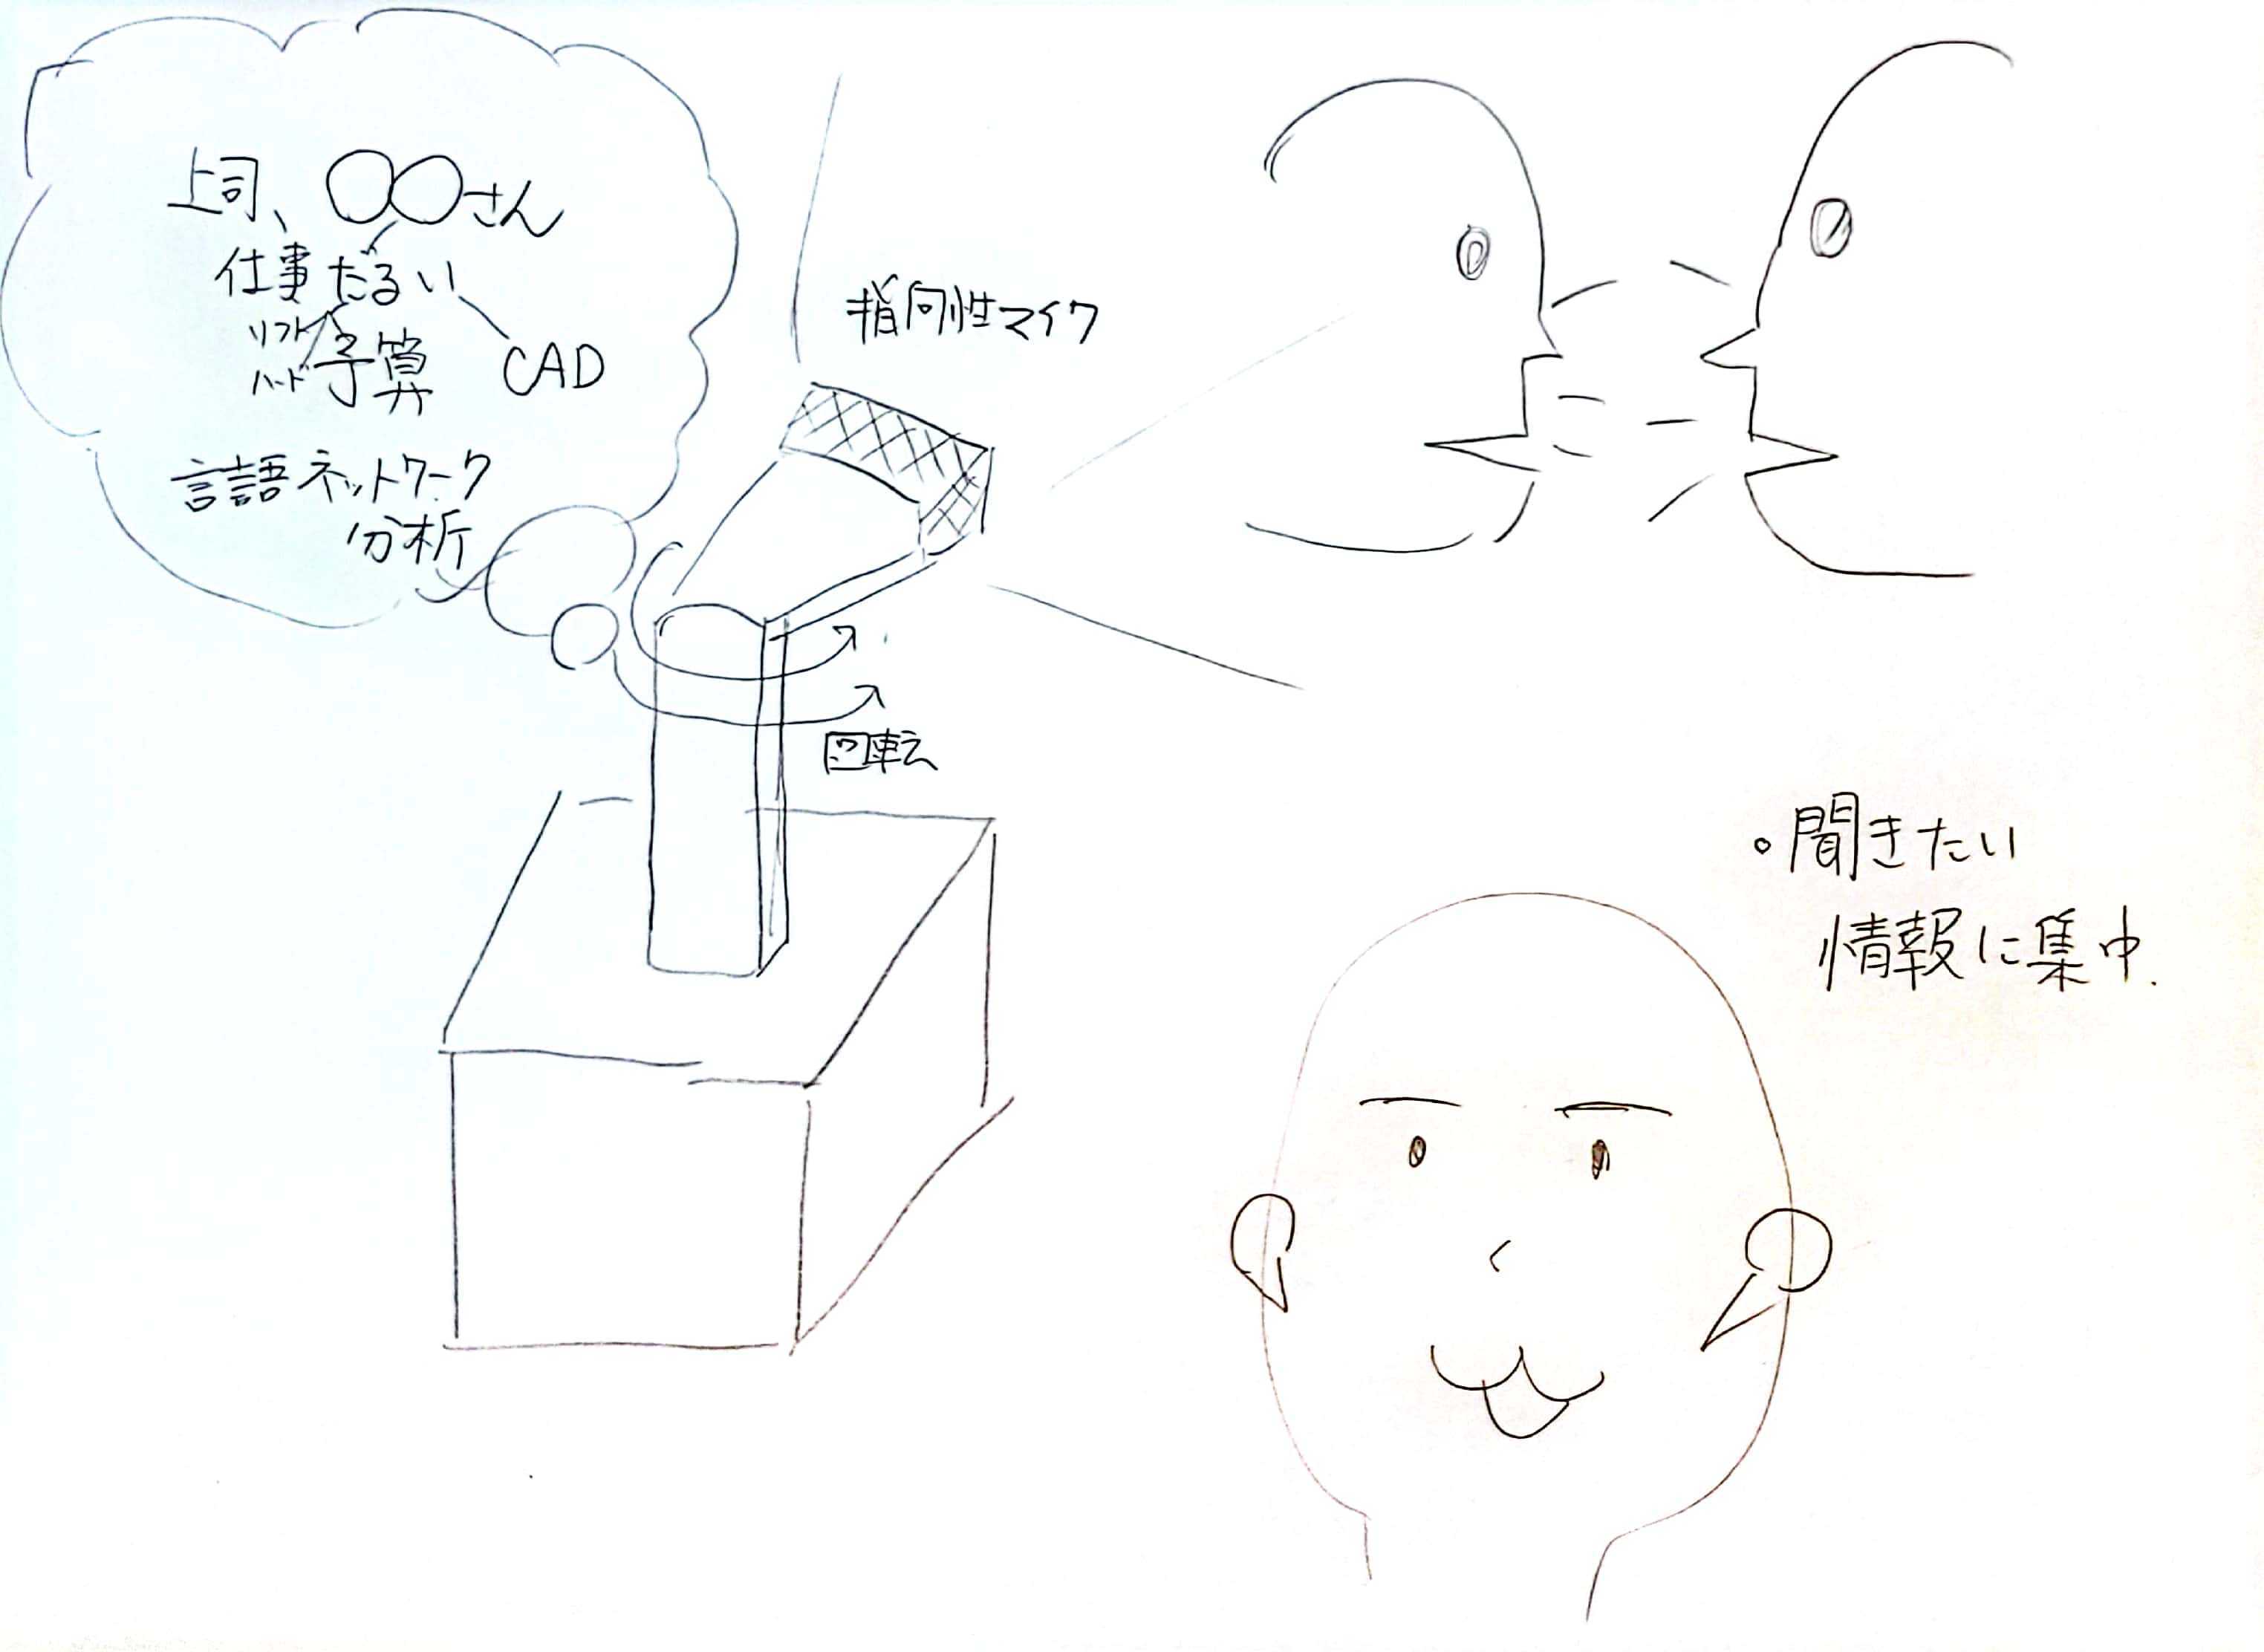 上司、〇〇さん
仕事だるい
ソフト
ハード
予算
CAD
言語ネットワーク
分析
指向性マイク
回転
・聞きたい
情報に集中.